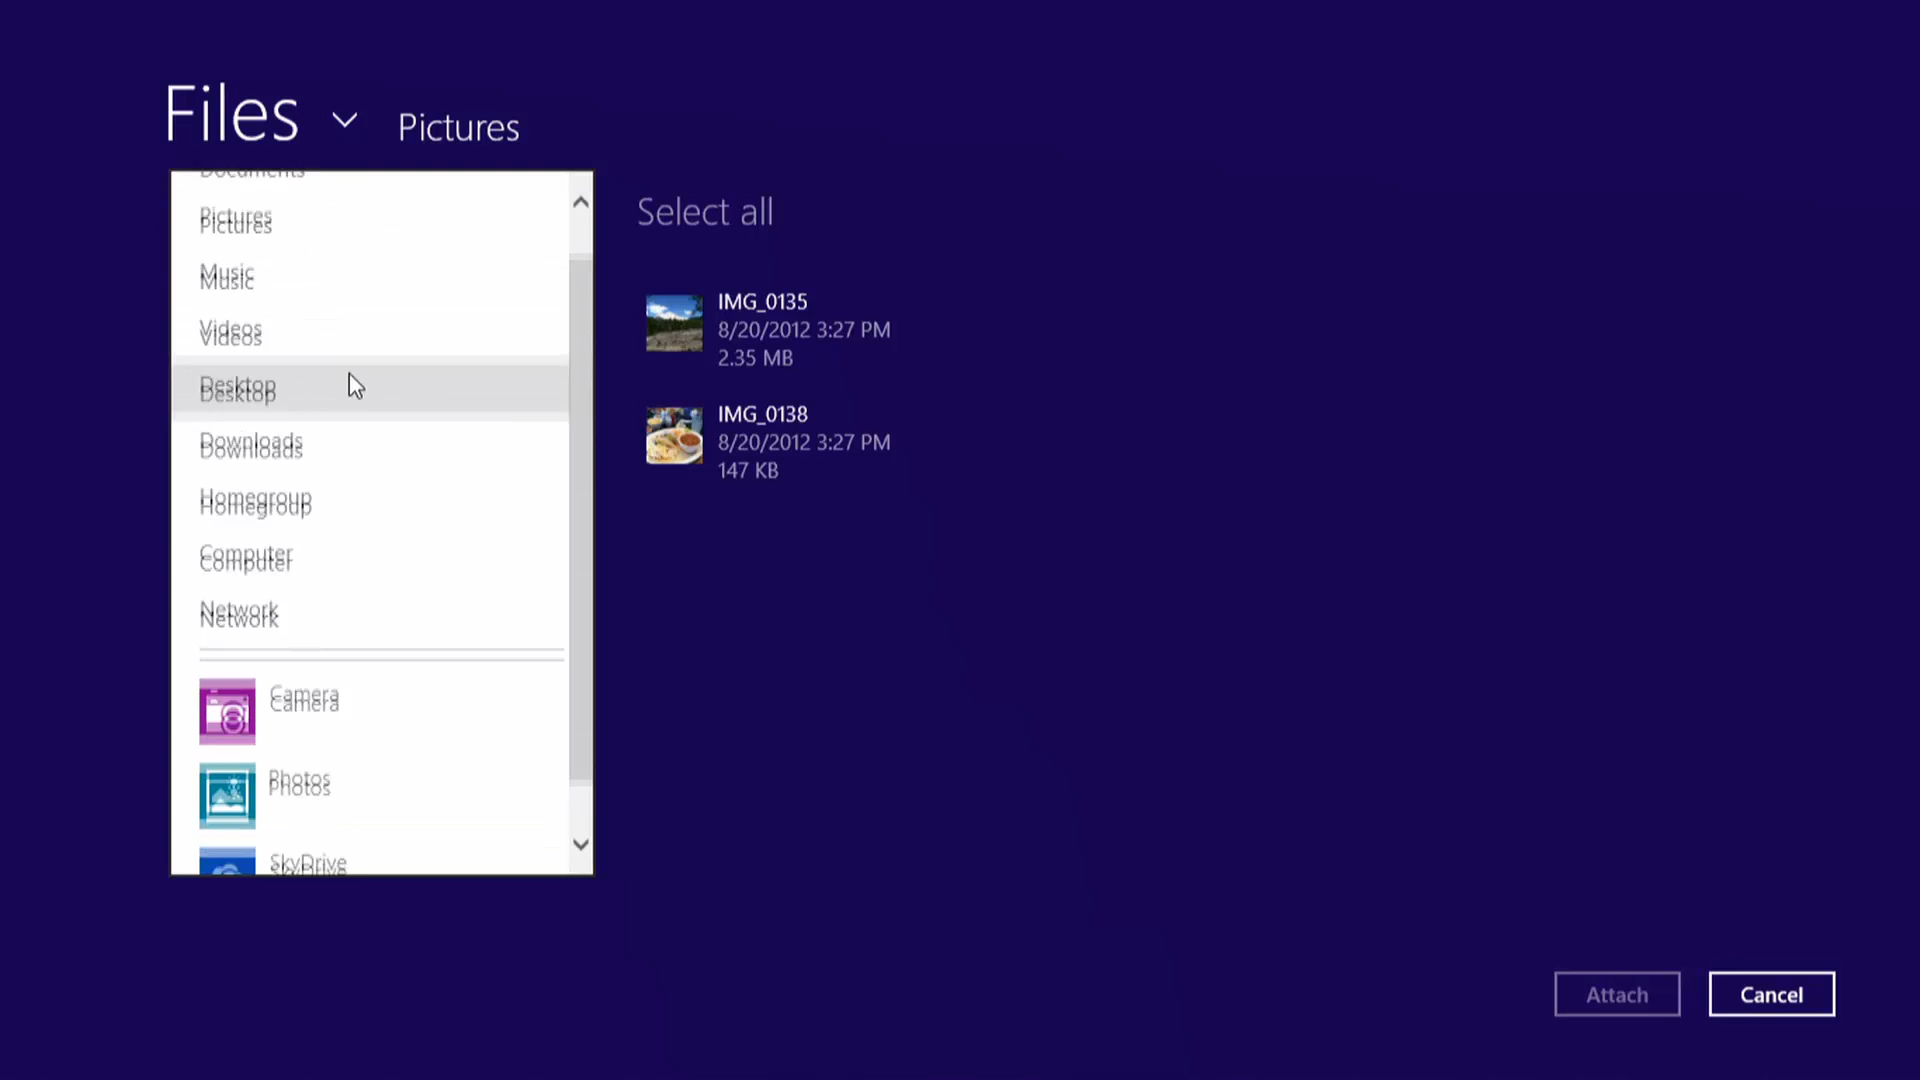 Files
Pictures
Documents
Pictures
Music
Videos
Desktop
Downloads
Homegroup
Computer
Network
Camera
Photos
SkyDrive
Select all
IMG_0135
8/20/2012 3:27 PM
2.35 MB
IMG_0138
8/20/2012 3:27 PM
147 KB
Attach
Cancel